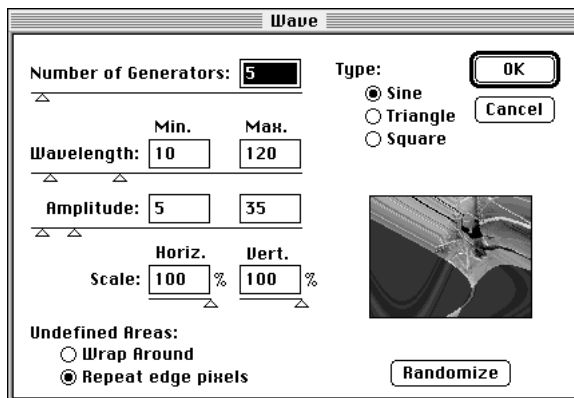 Wave
Number of Generators: 5
Min. Max.
Wavelength: 10 120
Amplitude: 5 35
Horiz. Vert.
Scale: 100 % 100 %
Undefined Areas:
Wrap Around
Repeat edge pixels
Type:
Sine
Triangle
Square
OK
Cancel
Randomize